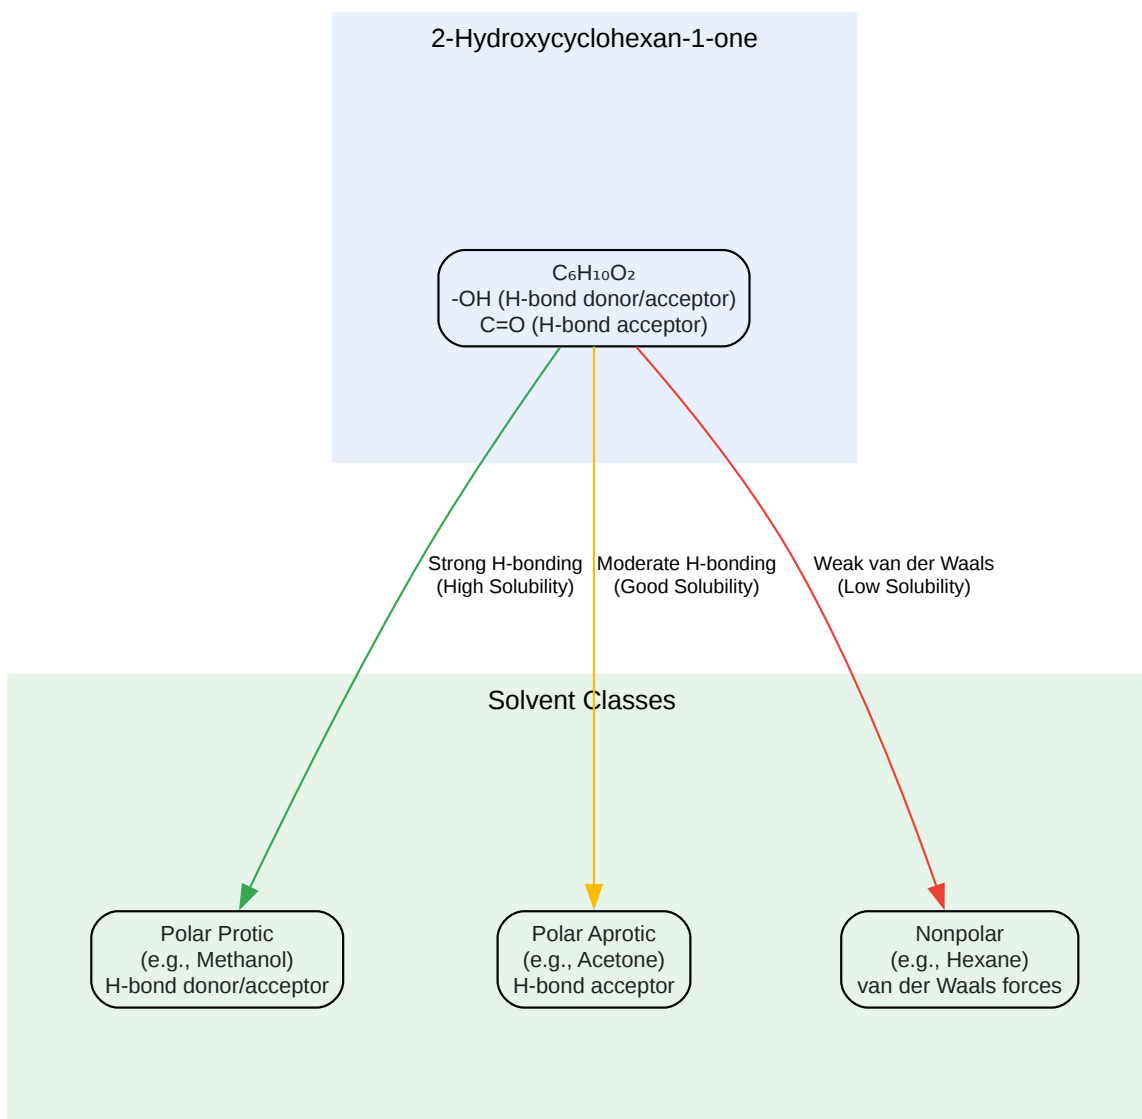 2-Hydroxycyclohexan-1-one
C₆H₁₀O₂
-OH (H-bond donor/acceptor)
C=O (H-bond acceptor)
Strong H-bonding
(High Solubility)
Moderate H-bonding
(Good Solubility)
Weak van der Waals
(Low Solubility)
Solvent Classes
Polar Protic
(e.g., Methanol)
H-bond donor/acceptor
Polar Aprotic
(e.g., Acetone)
H-bond acceptor
Nonpolar
(e.g., Hexane)
van der Waals forces